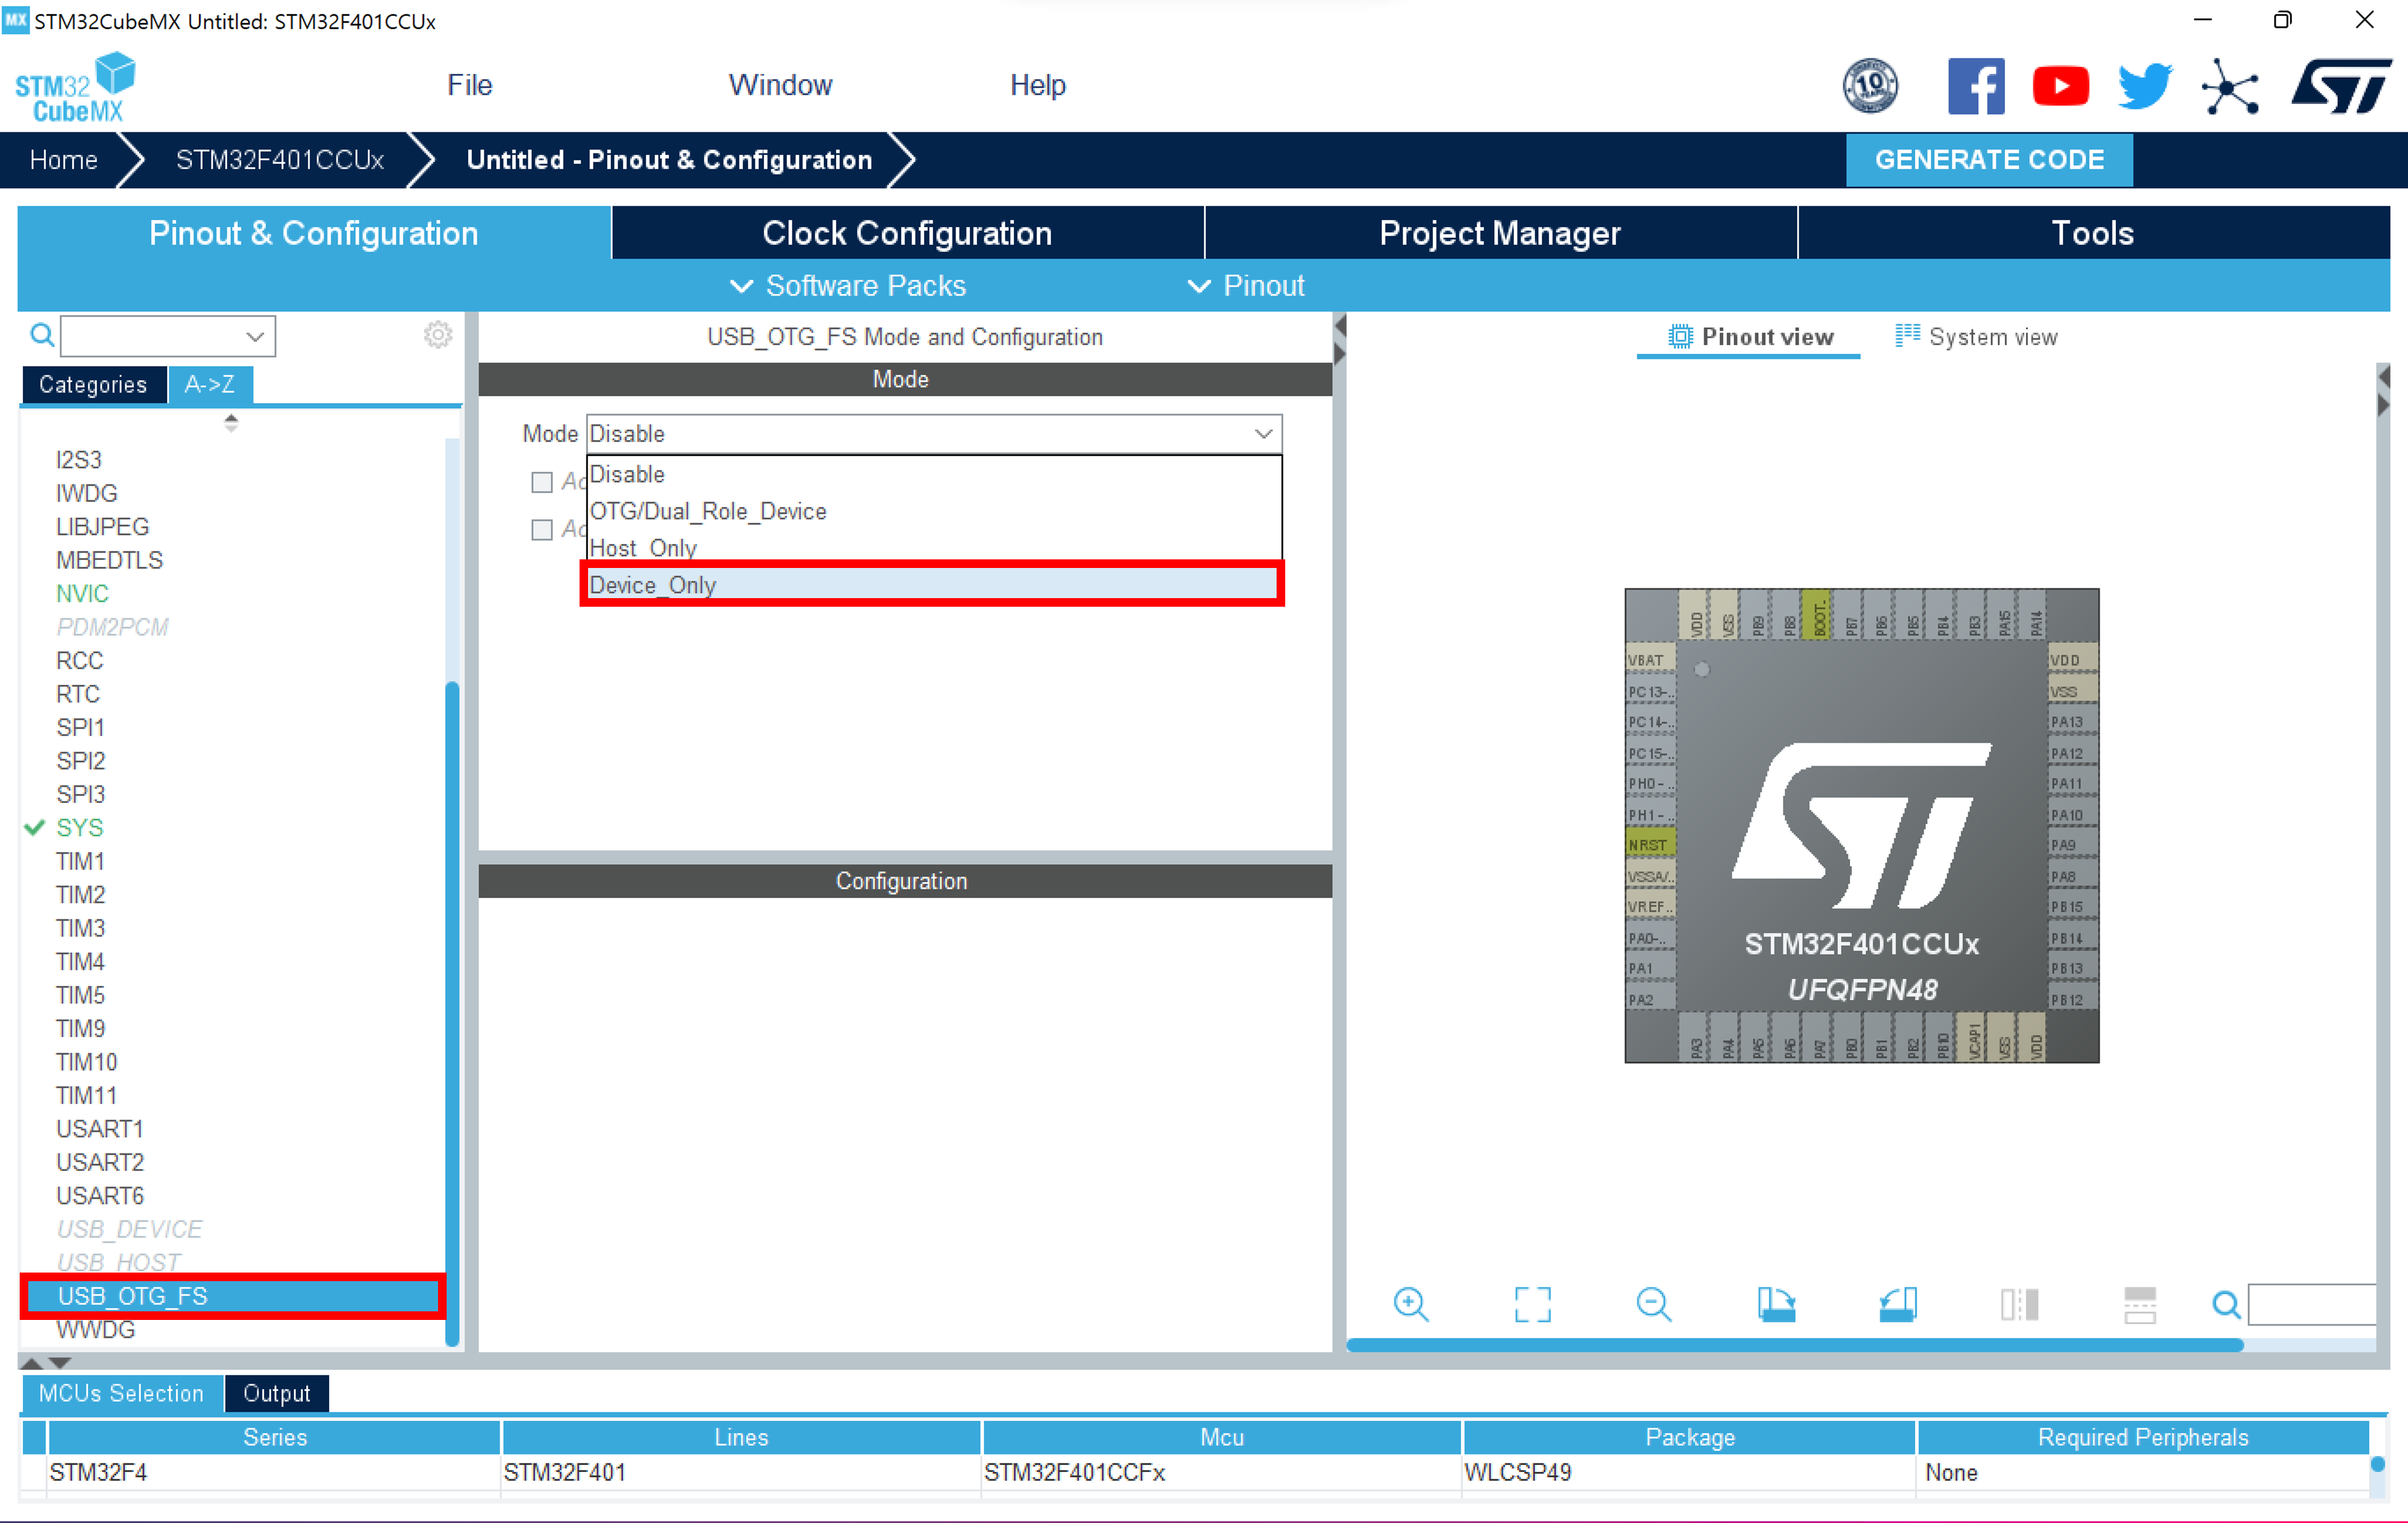 MX STM32CubeMX Untitled: STM32F401CCUx
STM32
CubeMX
File
Window
Help
10
YEARS
ST
Home
STM32F401CCUx
Untitled - Pinout & Configuration
GENERATE CODE
Pinout & Configuration
Clock Configuration
Project Manager
Tools
Software Packs
Pinout
Categories
A->Z
I2S3
IWDG
LIBJPEG
MBEDTLS
NVIC
PDM2PCM
RCC
RTC
SPI1
SPI2
SPI3
SYS
TIM1
TIM2
TIM3
TIM4
TIM5
TIM9
TIM10
TIM11
USART1
USART2
USART6
USB_DEVICE
USB_HOST
USB_OTG_FS
WWDG
USB_OTG_FS Mode and Configuration
Mode
Mode Disable
Disable
OTG/Dual_Role_Device
Host_Only
Device_Only
Ac
Ac
Configuration
Pinout view
System view
VDD
VSS
PB9
PB8
BOOT..
PB7
PB6
PB5
PB4
PB3
PA15
PA14
VBAT
PC13-..
PC14-..
PC15-..
PH0-..
PH1-..
NRST
VSSA/..
VREF..
PA0-..
PA1
PA2
VDD
VSS
PA13
PA12
PA11
PA10
PA9
PA8
PB15
PB14
PB13
PB12
ST
STM32F401CCUx
UFQFPN48
PA3
PA4
PA5
PA6
PA7
PB0
PB1
PB2
PB10
VCAP1
VSS
VDD
MCUs Selection
Output
Series
Lines
Mcu
Package
Required Peripherals
STM32F4
STM32F401
STM32F401CCFx
WLCSP49
None